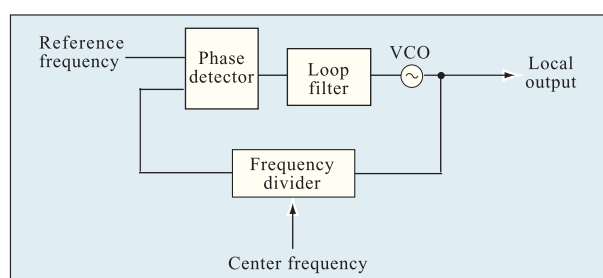 Reference
frequency
Phase
detector
Loop
filter
VCO
Local
output
Frequency
divider
Center frequency